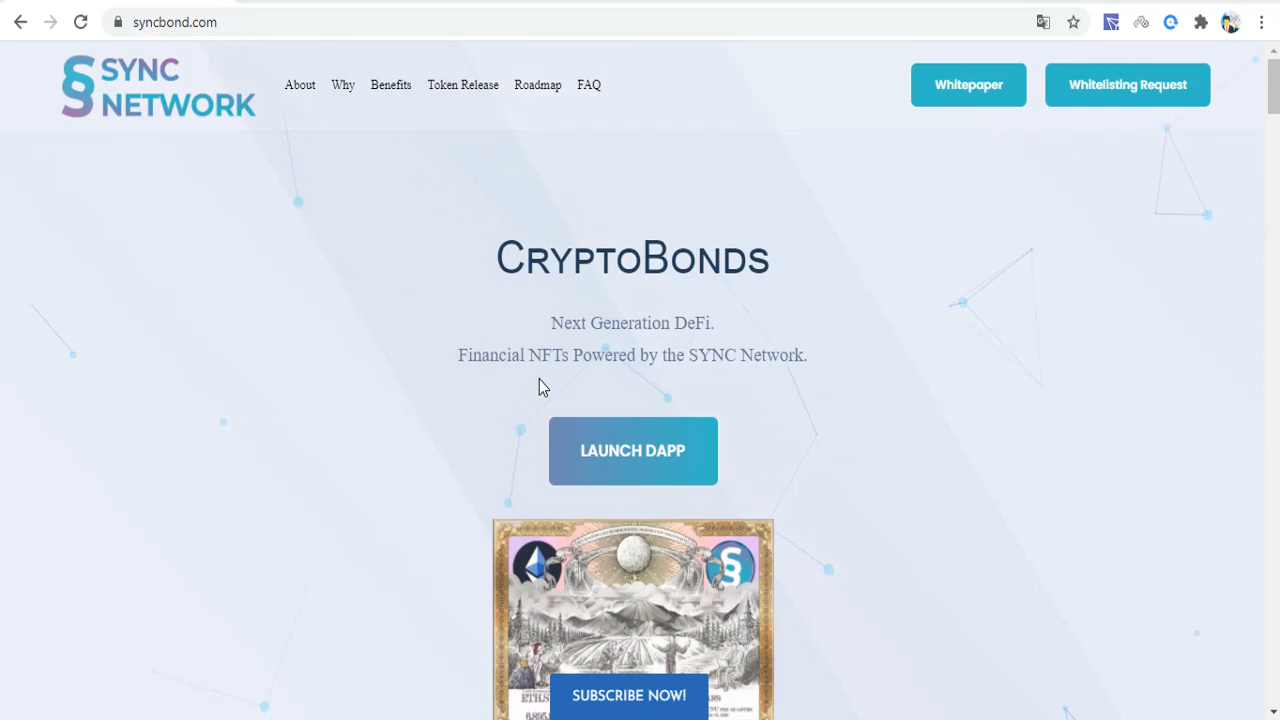 syncbond.com
SYNC
NETWORK
About Why Benefits Token Release Roadmap FAQ
Whitepaper Whitelisting Request
CryptoBonds
Next Generation DeFi.
Financial NFTs Powered by the SYNC Network.
LAUNCH DAPP
SUBSCRIBE NOW!